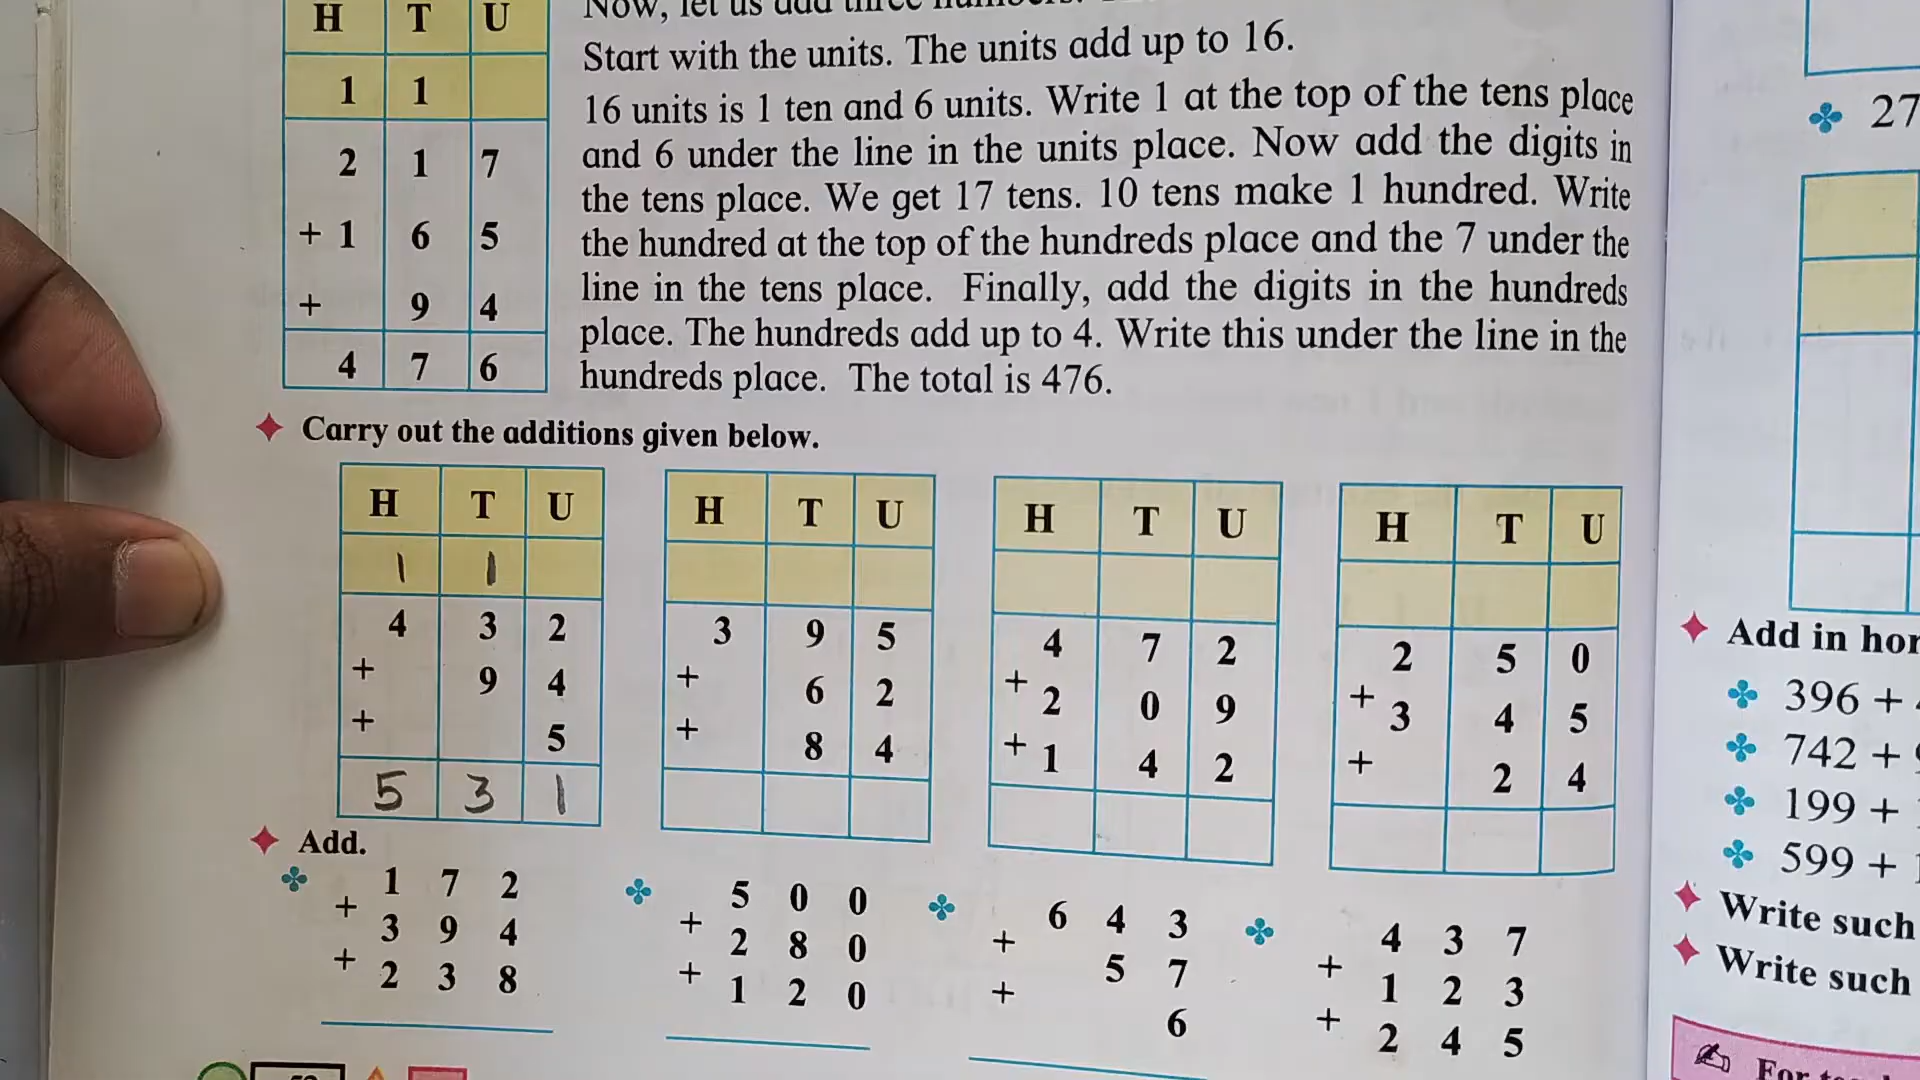 H T U
1 1
2 1 7
+ 1 6 5
+ 9 4
4 7 6
Now, let us add three numbers.
Start with the units. The units add up to 16.
16 units is 1 ten and 6 units. Write 1 at the top of the tens place
and 6 under the line in the units place. Now add the digits in
the tens place. We get 17 tens. 10 tens make 1 hundred. Write
the hundred at the top of the hundreds place and the 7 under the
line in the tens place. Finally, add the digits in the hundreds
place. The hundreds add up to 4. Write this under the line in the
hundreds place. The total is 476.
Carry out the additions given below.
H T U
1 1
4 3 2
+ 9 4
+ 5
5 3 1
H T U
3 9 5
+ 6 2
+ 8 4
H T U
4 7 2
+ 2 0 9
+ 1 4 2
H T U
2 5 0
+ 3 4 5
+ 2 4
Add.
1 7 2
+ 3 9 4
+ 2 3 8
5 0 0
+ 2 8 0
+ 1 2 0
6 4 3
+ 5 7
+ 6
4 3 7
+ 1 2 3
+ 2 4 5
27
Add in hor
396 +
742 +
199 +
599 +
Write such
Write such
For